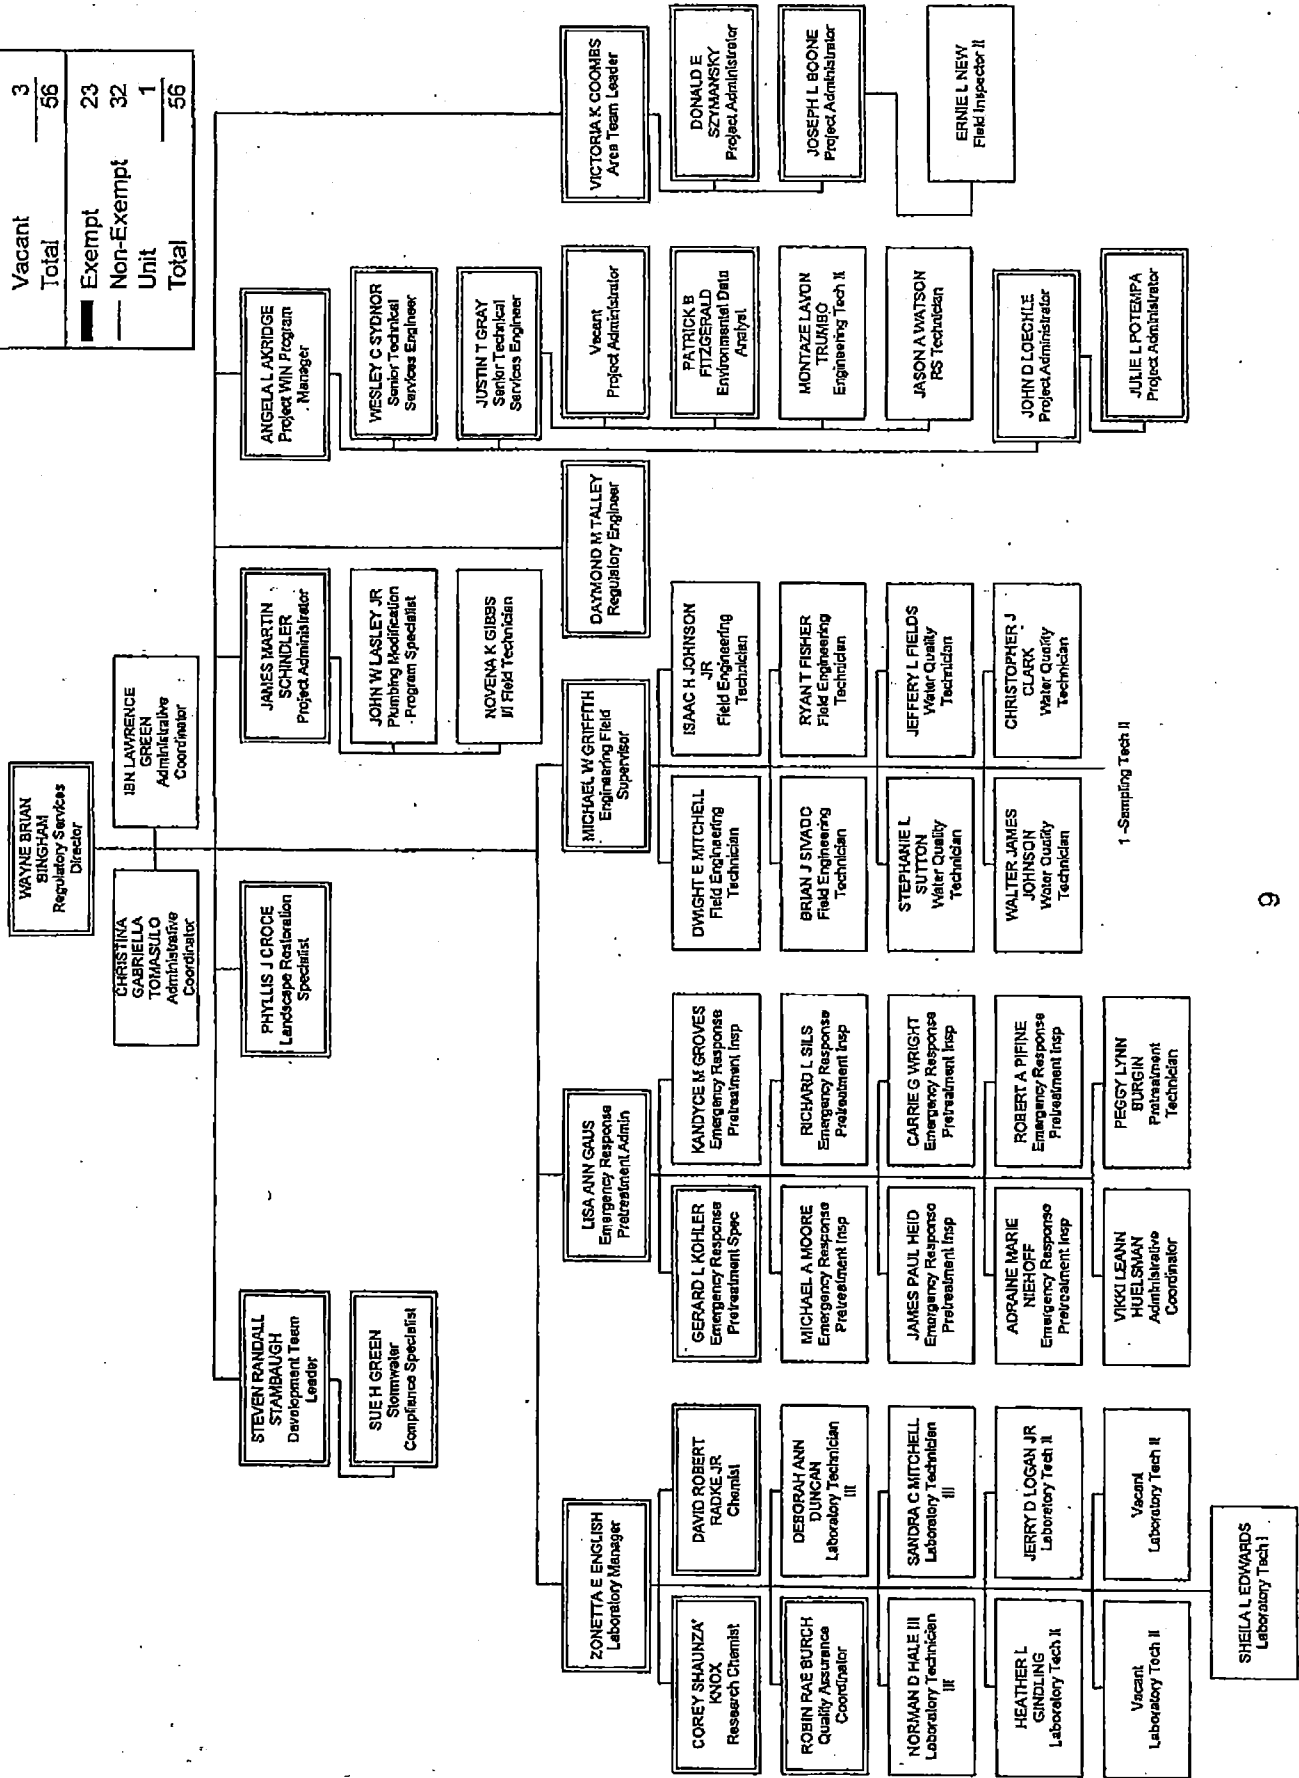 Vacant 3
Total 56
Exempt 23
Non-Exempt 32
Unit 1
Total 56
WAYNE BRIAN
BINGHAM
Regulatory Services
Director
CHRISTINA
GABRIELLA
TOMASULO
Administrative
Coordinator
IBN LAWRENCE
GREEN
Administrative
Coordinator
STEVEN RANDALL
STAMBAUGH
Development Team
Leader
SUE H GREEN
Stormwater
Compliance Specialist
PHYLLIS J CROCE
Landscape Restoration
Specialist
JAMES MARTIN
SCHINDLER
Project Administrator
JOHN W LASLEY JR
Plumbing Modification
Program Specialist
NOVENA K GIBBS
I/I Field Technician
ANGELA L AKRIDGE
Project WIN Program
Manager
WESLEY C SYDNOR
Senior Technical
Services Engineer
JUSTIN T GRAY
Senior Technical
Services Engineer
Vacant
Project Administrator
PATRICK B
FITZGERALD
Environmental Data
Analyst
MONTAZE LAVON
TRUMBO
Engineering Tech II
JASON A WATSON
RS Technician
JOHN D LOECHLE
Project Administrator
JULIE L POTEMPA
Project Administrator
ZONETTA E ENGLISH
Laboratory Manager
COREY SHAUNZA'
KNOX
Research Chemist
DAVID ROBERT
RADKE JR
Chemist
ROBIN RAE BURCH
Quality Assurance
Coordinator
DEBORAH ANN
DUNCAN
Laboratory Technician
III
NORMAN D HALE III
Laboratory Technician
III
SANDRA C MITCHELL
Laboratory Technician
III
HEATHER L
GINDLING
Laboratory Tech II
JERRY D LOGAN JR
Laboratory Tech II
Vacant
Laboratory Tech II
Vacant
Laboratory Tech II
SHEILA L EDWARDS
Laboratory Tech I
LISA ANN GAUS
Emergency Response
Pretreatment Admin
GERARD L KOHLER
Emergency Response
Pretreatment Spec
KANDYCE M GROVES
Emergency Response
Pretreatment Insp
MICHAEL A MOORE
Emergency Response
Pretreatment Insp
RICHARD L SILS
Emergency Response
Pretreatment Insp
JAMES PAUL HEID
Emergency Response
Pretreatment Insp
CARRIE G WRIGHT
Emergency Response
Pretreatment Insp
ADRAINE MARIE
NIEHOFF
Emergency Response
Pretreatment Insp
ROBERT A PIFINE
Emergency Response
Pretreatment Insp
VIKKI LEANN
HUELSMAN
Administrative
Coordinator
PEGGY LYNN
BURGIN
Pretreatment
Technician
MICHAEL W GRIFFITH
Engineering Field
Supervisor
DWIGHT E MITCHELL
Field Engineering
Technician
ISAAC H JOHNSON
JR
Field Engineering
Technician
BRIAN J SIVADO
Field Engineering
Technician
RYAN T FISHER
Field Engineering
Technician
STEPHANIE L
SUTTON
Water Quality
Technician
JEFFERY L FIELDS
Water Quality
Technician
WALTER JAMES
JOHNSON
Water Quality
Technician
CHRISTOPHER J
CLARK
Water Quality
Technician
1 -Sampling Tech II
DAYMOND M TALLEY
Regulatory Engineer
VICTORIA K COOMBS
Area Team Leader
DONALD E
SZYMANSKY
Project Administrator
JOSEPH L BOONE
Project Administrator
ERNIE L NEW
Field Inspector II
9